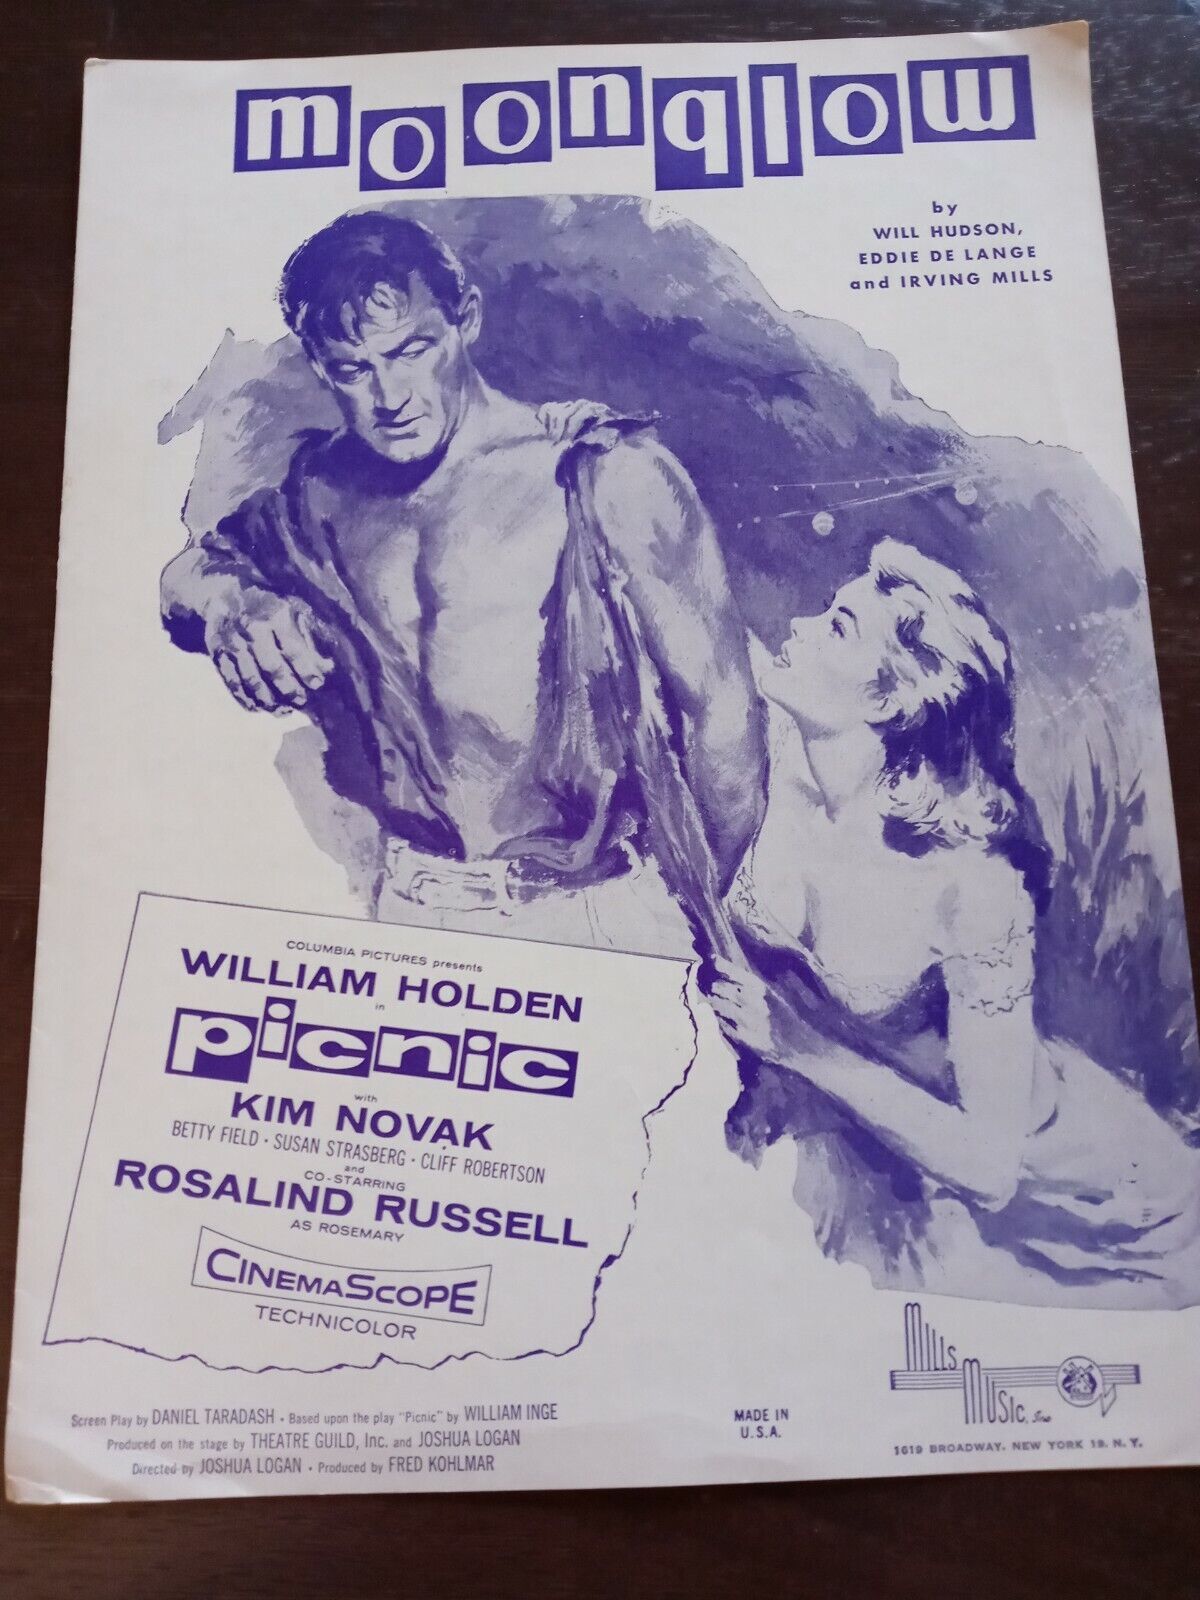 moonglow
by
WILL HUDSON,
EDDIE DE LANGE
and IRVING MILLS
COLUMBIA PICTURES presents
WILLIAM HOLDEN
in
picnic
with
KIM NOVAK
BETTY FIELD · SUSAN STRASBERG · CLIFF ROBERTSON
and
CO-STARRING
ROSALIND RUSSELL
AS ROSEMARY
CINEMASCOPE
TECHNICOLOR
Screen Play by DANIEL TARADASH · Based upon the play "Picnic" by WILLIAM INGE
Produced on the stage by THEATRE GUILD, Inc. and JOSHUA LOGAN
Directed by JOSHUA LOGAN · Produced by FRED KOHLMAR
MADE IN
U.S.A.
MILLS
MUSIC, Inc
1619 BROADWAY, NEW YORK 19, N. Y.